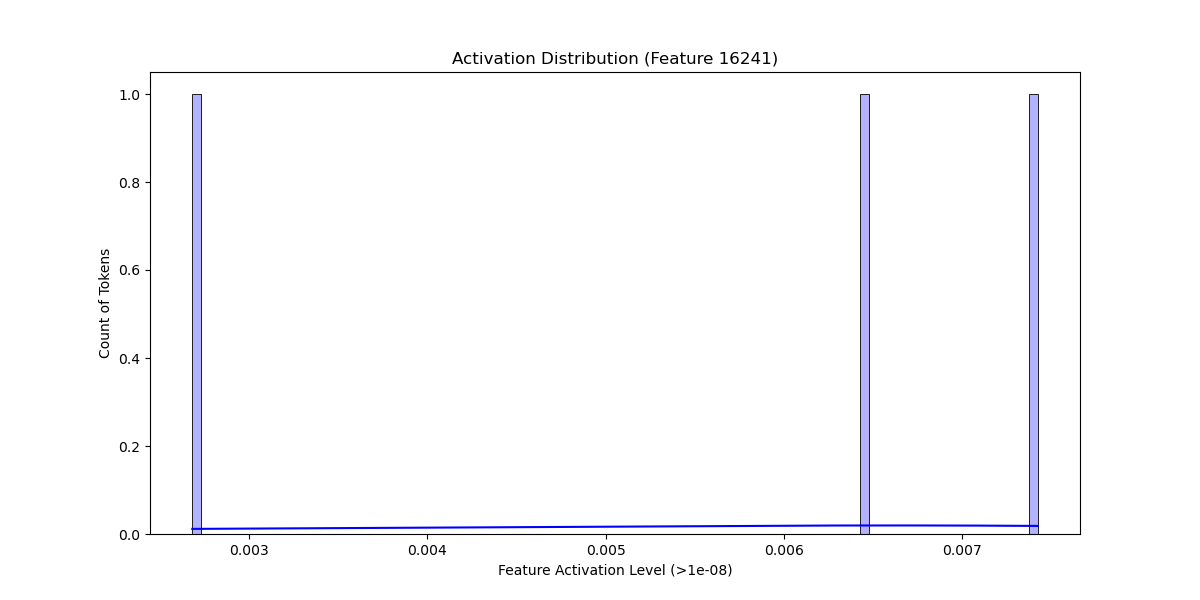 Activation Distribution (Feature 16241)
1.0
0.8
0.6
0.4
0.2
0.0
Count of Tokens
0.003 0.004 0.005 0.006 0.007
Feature Activation Level (>1e-08)